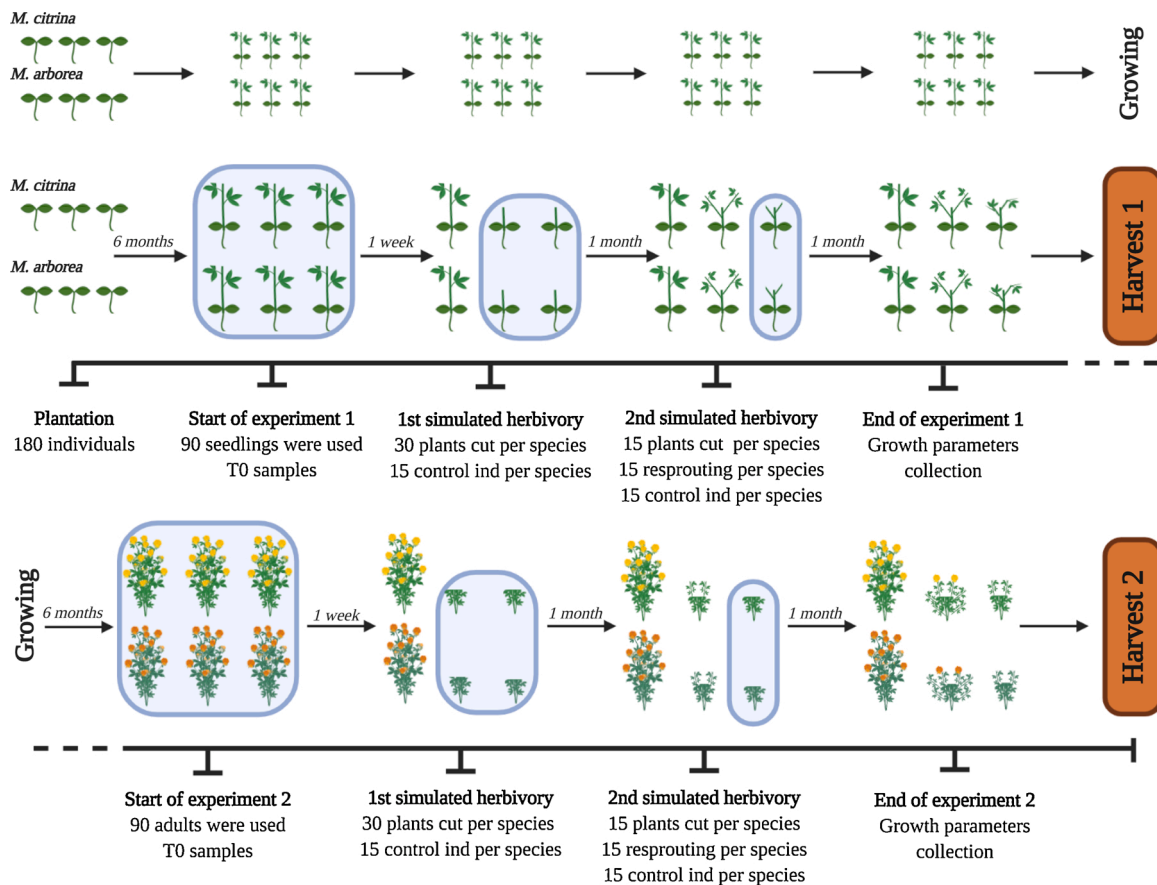 M. citrina
M. arborea
Growing
M. citrina
M. arborea
6 months
1 week
1 month
1 month
Harvest 1
Plantation
180 individuals
Start of experiment 1
90 seedlings were used
T0 samples
1st simulated herbivory
30 plants cut per species
15 control ind per species
2nd simulated herbivory
15 plants cut per species
15 resprouting per species
15 control ind per species
End of experiment 1
Growth parameters
collection
Growing
6 months
1 week
1 month
1 month
Harvest 2
Start of experiment 2
90 adults were used
T0 samples
1st simulated herbivory
30 plants cut per species
15 control ind per species
2nd simulated herbivory
15 plants cut per species
15 resprouting per species
15 control ind per species
End of experiment 2
Growth parameters
collection